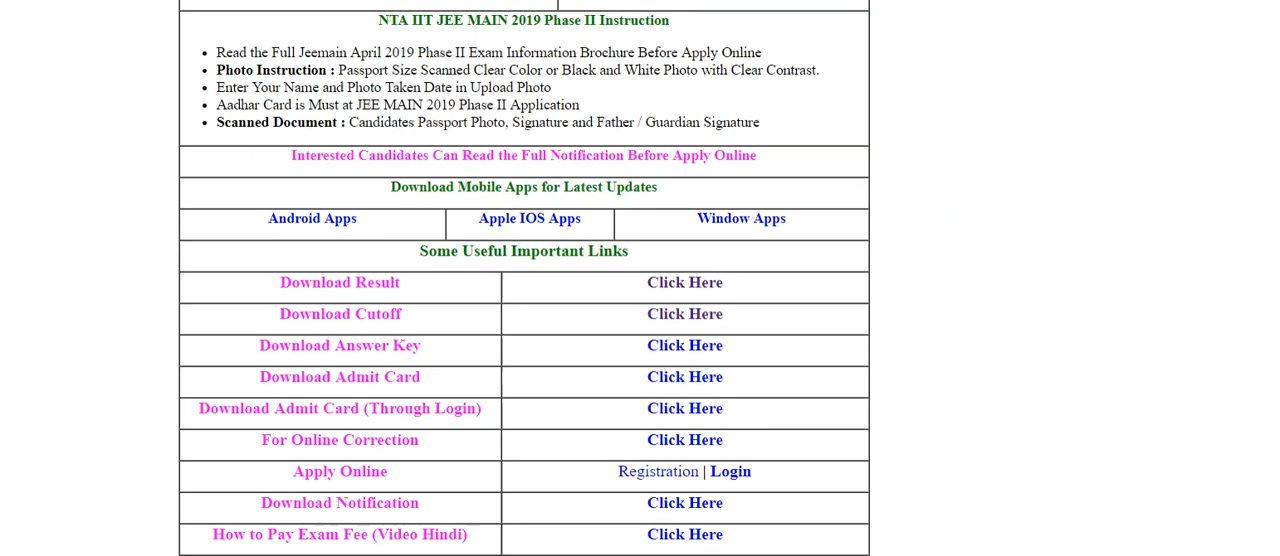 NTA IIT JEE MAIN 2019 Phase II Instruction
• Read the Full Jeemain April 2019 Phase II Exam Information Brochure Before Apply Online
• Photo Instruction : Passport Size Scanned Clear Color or Black and White Photo with Clear Contrast.
• Enter Your Name and Photo Taken Date in Upload Photo
• Aadhar Card is Must at JEE MAIN 2019 Phase II Application
• Scanned Document : Candidates Passport Photo, Signature and Father / Guardian Signature
Interested Candidates Can Read the Full Notification Before Apply Online
Download Mobile Apps for Latest Updates
Android Apps Apple IOS Apps Window Apps
Some Useful Important Links
Download Result Click Here
Download Cutoff Click Here
Download Answer Key Click Here
Download Admit Card Click Here
Download Admit Card (Through Login) Click Here
For Online Correction Click Here
Apply Online Registration | Login
Download Notification Click Here
How to Pay Exam Fee (Video Hindi) Click Here